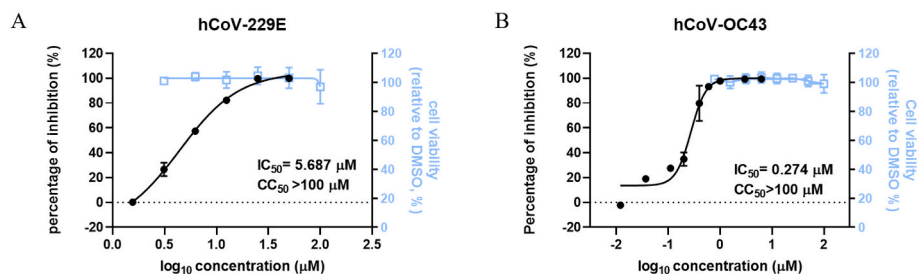 A
hCoV-229E
percentage of inhibition (%)
120
100
80
60
40
20
0
-20
120
100
80
60
40
20
0
cell viability
(relative to DMSO, %)
IC50= 5.687 μM
CC50 >100 μM
0.0 0.5 1.0 1.5 2.0 2.5
log10 concentration (μM)
B
hCoV-OC43
Percentage of inhibition (%)
120
100
80
60
40
20
0
-20
120
100
80
60
40
20
0
Cell viability
(relative to DMSO, %)
IC50= 0.274 μM
CC50>100 μM
-2 -1 0 1 2
log10 concentration (μM)